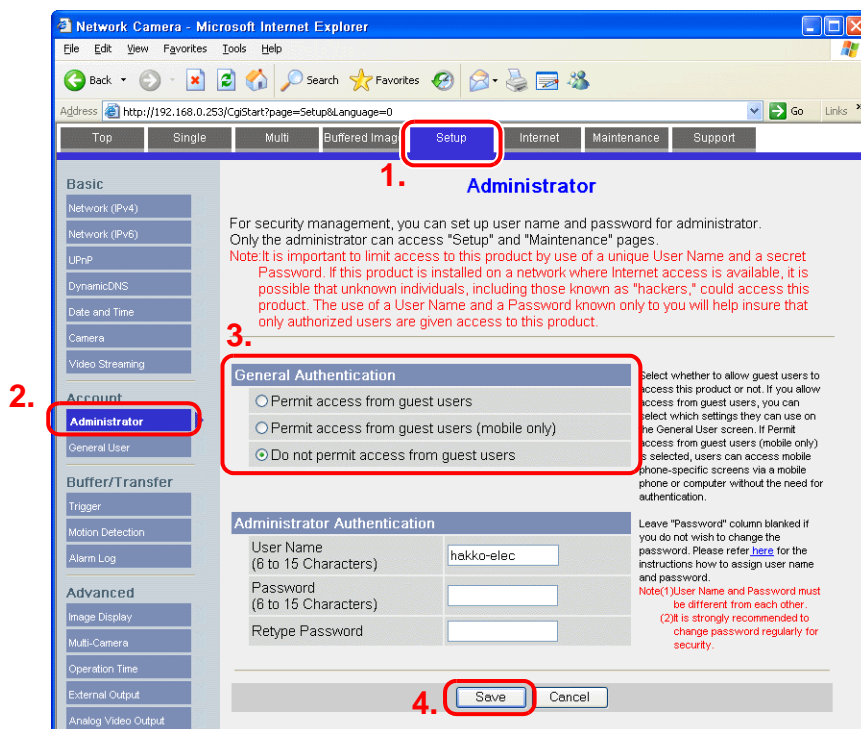 Network Camera - Microsoft Internet Explorer
File Edit View Favorites Tools Help
Back Search Favorites
Address http://192.168.0.253/CgiStart?page=Setup&Language=0 Go Links »
Top Single Multi Buffered Imag Setup Internet Maintenance Support
1.
Administrator
For security management, you can set up user name and password for administrator.
Only the administrator can access "Setup" and "Maintenance" pages.
Note:It is important to limit access to this product by use of a unique User Name and a secret
Password. If this product is installed on a network where Internet access is available, it is
possible that unknown individuals, including those known as "hackers," could access this
product. The use of a User Name and a Password known only to you will help insure that
only authorized users are given access to this product.
Basic
Network (IPv4)
Network (IPv6)
UPnP
DynamicDNS
Date and Time
Camera
Video Streaming
2.
Account
Administrator
General User
Buffer/Transfer
Trigger
Motion Detection
Alarm Log
Advanced
Image Display
Multi-Camera
Operation Time
External Output
Analog Video Output
3.
General Authentication
Permit access from guest users
Permit access from guest users (mobile only)
Do not permit access from guest users
Select whether to allow guest users to
access this product or not. If you allow
access from guest users, you can
select which settings they can use on
the General User screen. If Permit
access from guest users (mobile only)
is selected, users can access mobile
phone-specific screens via a mobile
phone or computer without the need for
authentication.
Administrator Authentication
User Name
(6 to 15 Characters)
hakko-elec
Password
(6 to 15 Characters)
Retype Password
Leave "Password" column blanked if
you do not wish to change the
password. Please refer here for the
instructions how to assign user name
and password.
Note(1)User Name and Password must
be different from each other.
(2)It is strongly recommended to
change password regularly for
security.
4.
Save Cancel